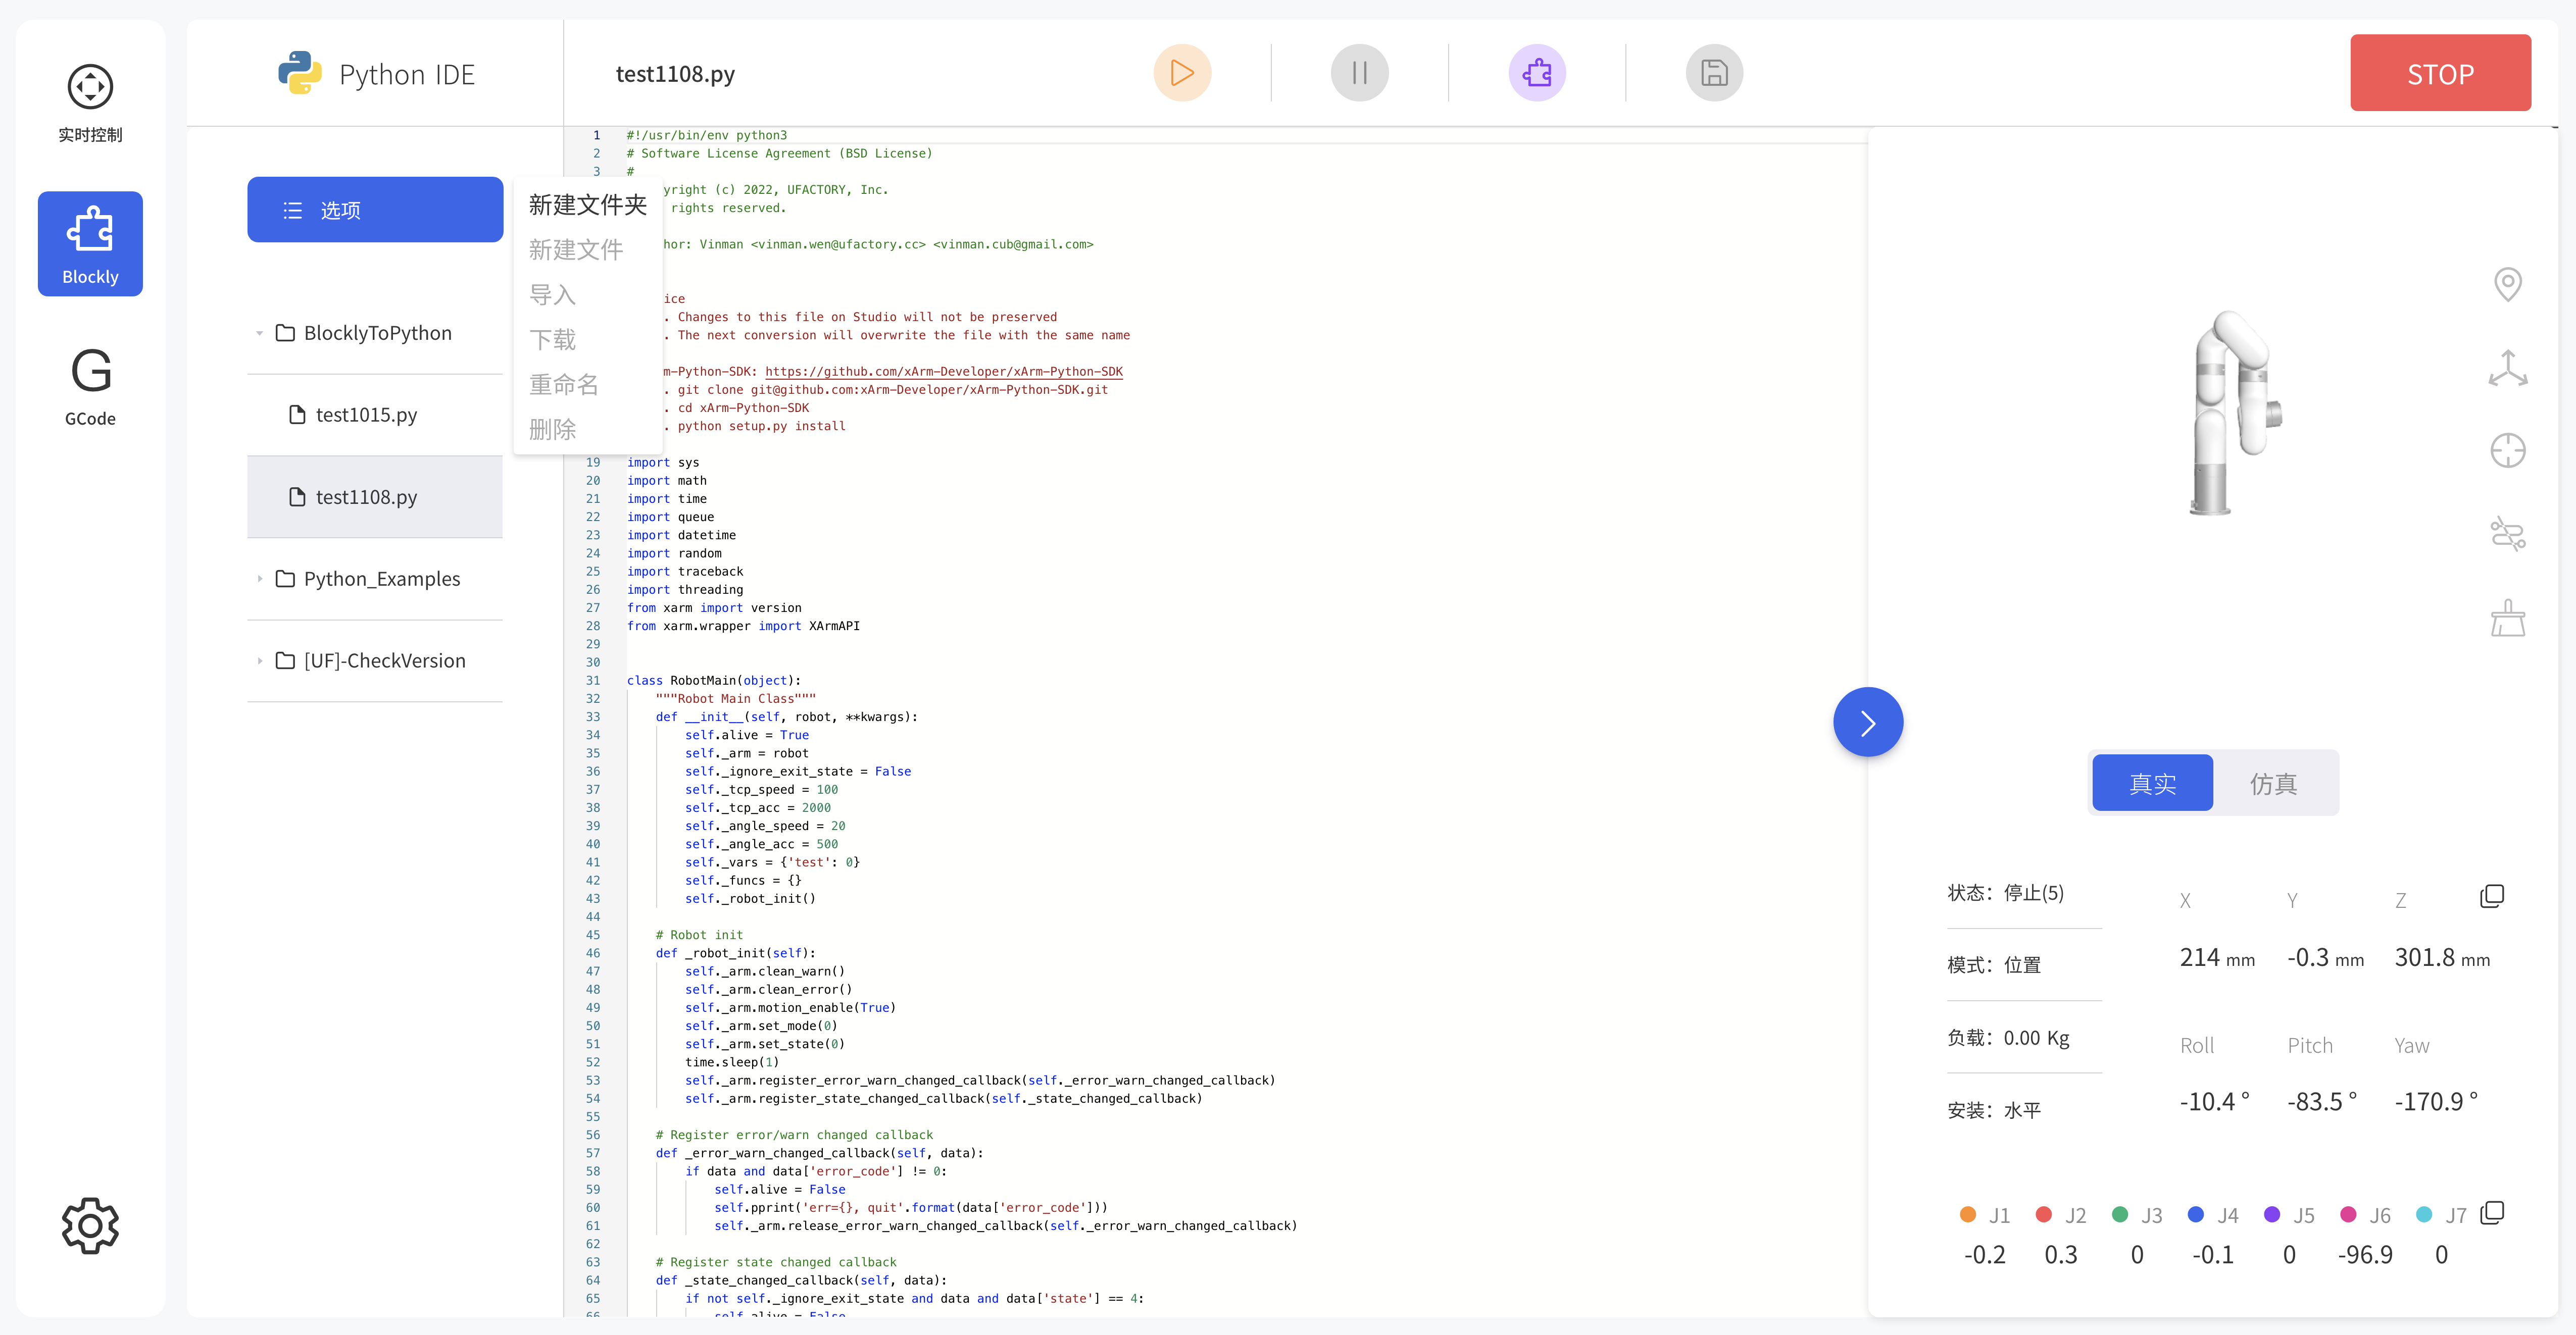 实时控制
Blockly
G
GCode
Python IDE
选项
BlocklyToPython
test1015.py
test1108.py
Python_Examples
[UF]-CheckVersion
新建文件夹
新建文件
导入
下载
重命名
删除
test1108.py
STOP
1 #!/usr/bin/env python3
2 # Software License Agreement (BSD License)
3 #
yright (c) 2022, UFACTORY, Inc.
rights reserved.
hor: Vinman <vinman.wen@ufactory.cc> <vinman.cub@gmail.com>
ice
. Changes to this file on Studio will not be preserved
. The next conversion will overwrite the file with the same name
m-Python-SDK: https://github.com/xArm-Developer/xArm-Python-SDK
. git clone git@github.com:xArm-Developer/xArm-Python-SDK.git
. cd xArm-Python-SDK
. python setup.py install
19 import sys
20 import math
21 import time
22 import queue
23 import datetime
24 import random
25 import traceback
26 import threading
27 from xarm import version
28 from xarm.wrapper import XArmAPI
29
30
31 class RobotMain(object):
32 """Robot Main Class"""
33 def __init__(self, robot, **kwargs):
34 self.alive = True
35 self._arm = robot
36 self._ignore_exit_state = False
37 self._tcp_speed = 100
38 self._tcp_acc = 2000
39 self._angle_speed = 20
40 self._angle_acc = 500
41 self._vars = {'test': 0}
42 self._funcs = {}
43 self._robot_init()
44
45 # Robot init
46 def _robot_init(self):
47 self._arm.clean_warn()
48 self._arm.clean_error()
49 self._arm.motion_enable(True)
50 self._arm.set_mode(0)
51 self._arm.set_state(0)
52 time.sleep(1)
53 self._arm.register_error_warn_changed_callback(self._error_warn_changed_callback)
54 self._arm.register_state_changed_callback(self._state_changed_callback)
55
56 # Register error/warn changed callback
57 def _error_warn_changed_callback(self, data):
58 if data and data['error_code'] != 0:
59 self.alive = False
60 self.pprint('err={}, quit'.format(data['error_code']))
61 self._arm.release_error_warn_changed_callback(self._error_warn_changed_callback)
62
63 # Register state changed callback
64 def _state_changed_callback(self, data):
65 if not self._ignore_exit_state and data and data['state'] == 4:
66 self.alive = False
真实 仿真
状态：停止(5)
模式：位置
负载：0.00 Kg
安装：水平
X Y Z
214 mm -0.3 mm 301.8 mm
Roll Pitch Yaw
-10.4 ° -83.5 ° -170.9 °
J1 J2 J3 J4 J5 J6 J7
-0.2 0.3 0 -0.1 0 -96.9 0